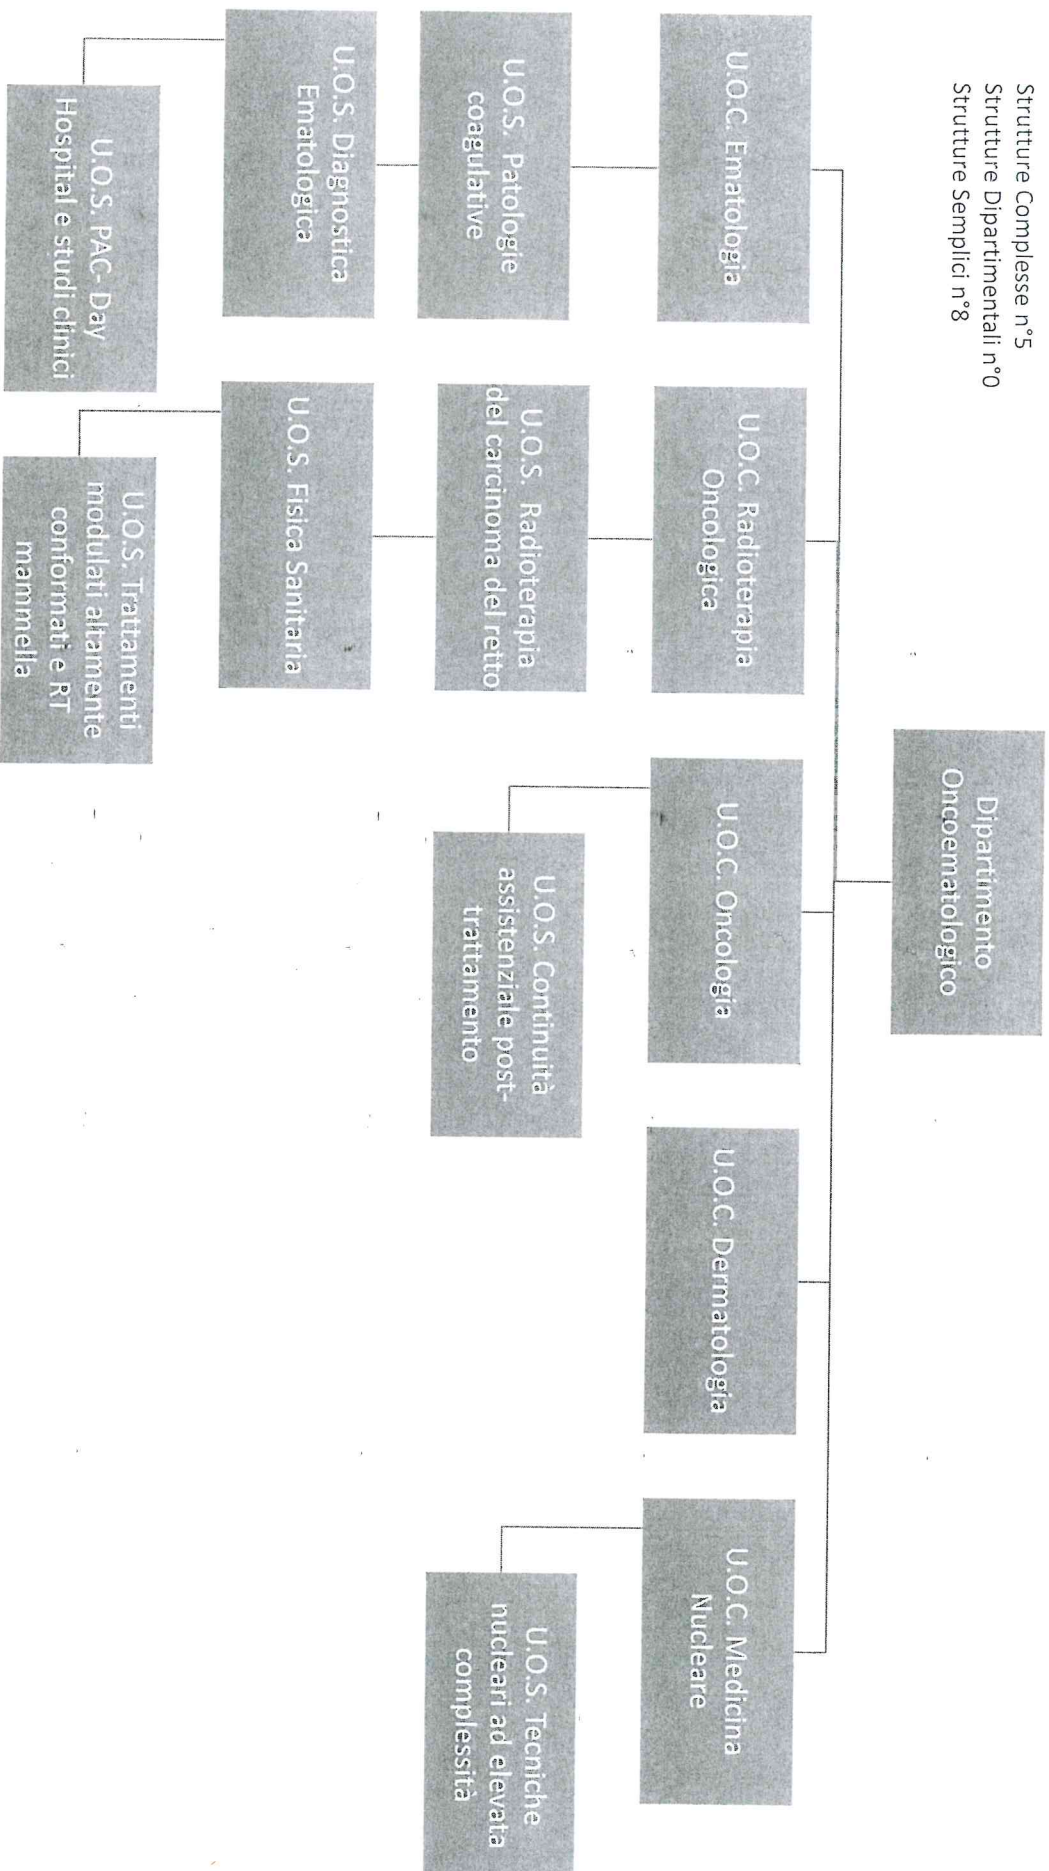 Strutture Complesse n°5
Strutture Dipartimentali n°0
Strutture Semplici n°8
Dipartimento
Oncoematologico
U.O.C. Ematologia
U.O.C. Radioterapia
Oncologica
U.O.C. Oncologia
U.O.C. Dermatologia
U.O.C. Medicina
Nucleare
U.O.S. Patologie
coagulative
U.O.S. Radioterapia
del carcinoma del retto
U.O.S. Continuità
assistenziale post-
trattamento
U.O.S. Tecniche
nucleari ad elevata
complessità
U.O.S. Diagnostica
Ematologica
U.O.S. Fisica Sanitaria
U.O.S. PAC- Day
Hospital e studi clinici
U.O.S. Trattamenti
modulati altamente
conformati e RT
mammella